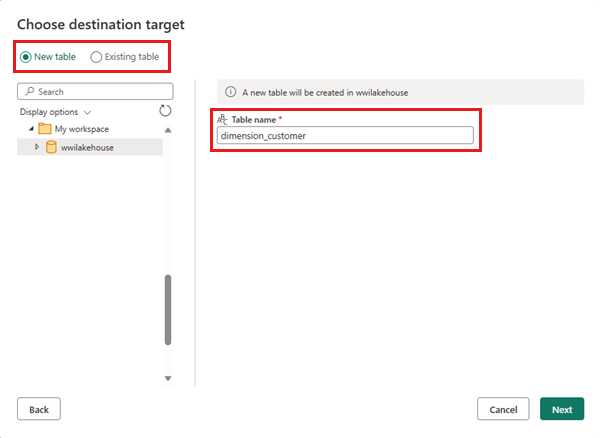 Choose destination target
New table Existing table
Search
Display options
My workspace
wwilakehouse
A new table will be created in wwilakehouse
Table name *
dimension_customer
Back
Cancel
Next